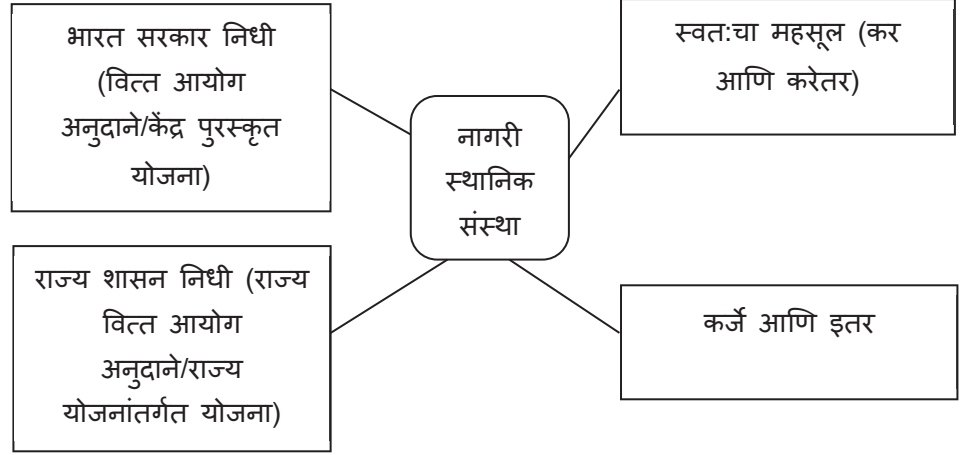 भारत सरकार निधी
(वित्त आयोग
अनुदाने/केंद्र पुरस्कृत
योजना)
स्वत:चा महसूल (कर
आणि करेतर)
नागरी
स्थानिक
संस्था
राज्य शासन निधी (राज्य
वित्त आयोग
अनुदाने/राज्य
योजनांतर्गत योजना)
कर्जे आणि इतर